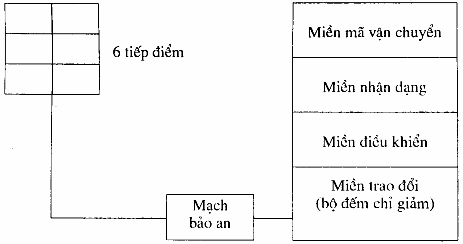 6 tiếp điểm
Miền mã vận chuyển
Miền nhận dạng
Miền điều khiển
Miền trao đổi
(bộ đếm chỉ giảm)
Mạch
bảo an